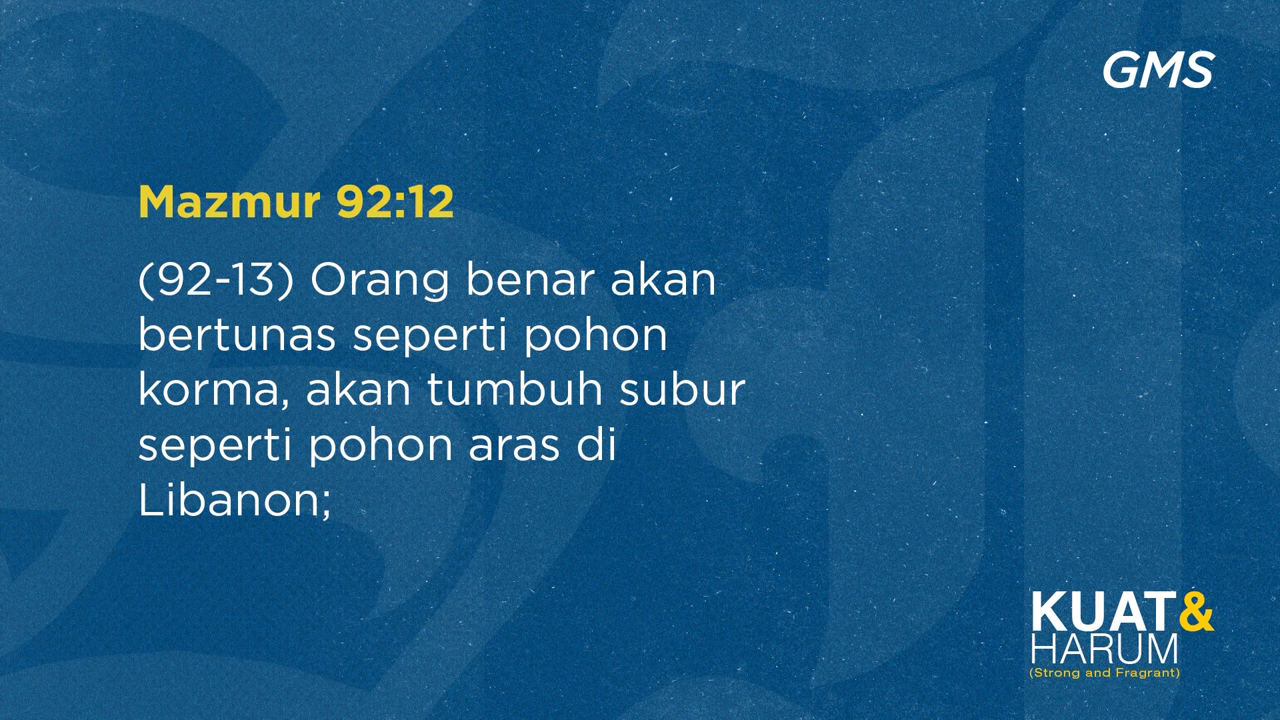 GMS
Mazmur 92:12
(92-13) Orang benar akan
bertunas seperti pohon
korma, akan tumbuh subur
seperti pohon aras di
Libanon;
KUAT&
HARUM
(Strong and Fragrant)